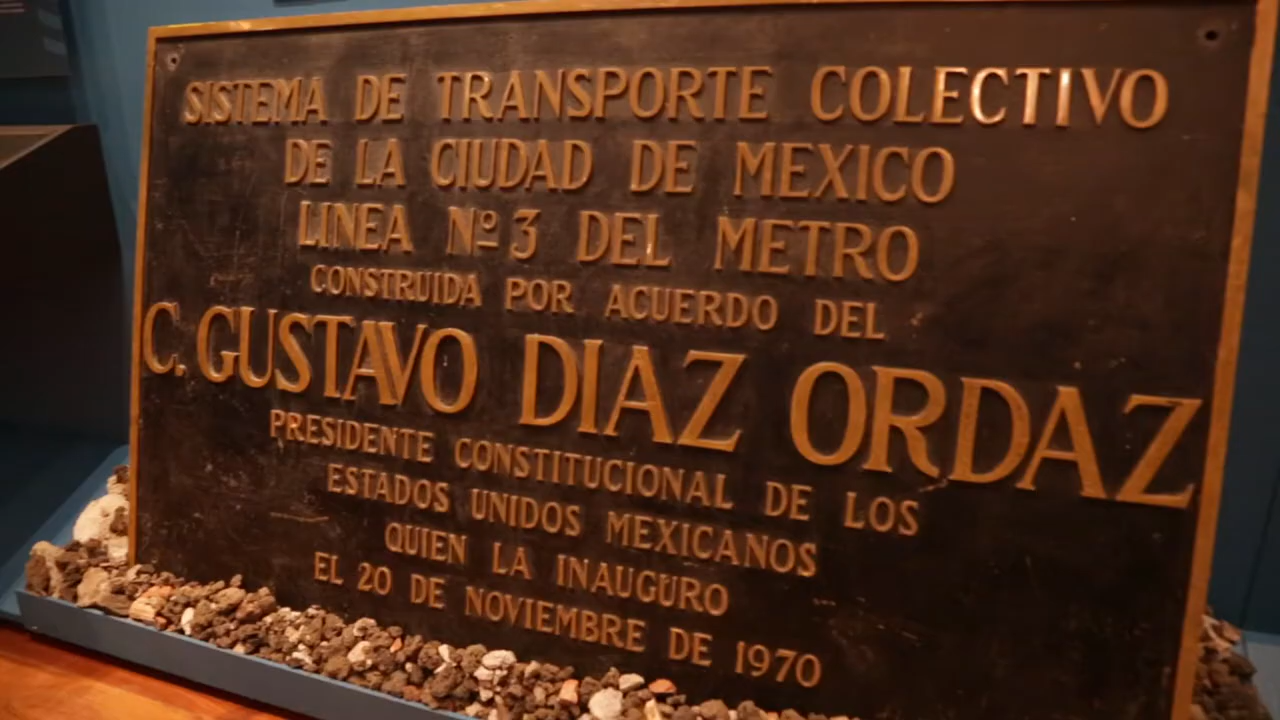 SISTEMA DE TRANSPORTE COLECTIVO
DE LA CIUDAD DE MEXICO
LINEA Nº 3 DEL METRO
CONSTRUIDA POR ACUERDO DEL
C. GUSTAVO DIAZ ORDAZ
PRESIDENTE CONSTITUCIONAL DE LOS
ESTADOS UNIDOS MEXICANOS
QUIEN LA INAUGURO
EL 20 DE NOVIEMBRE DE 1970